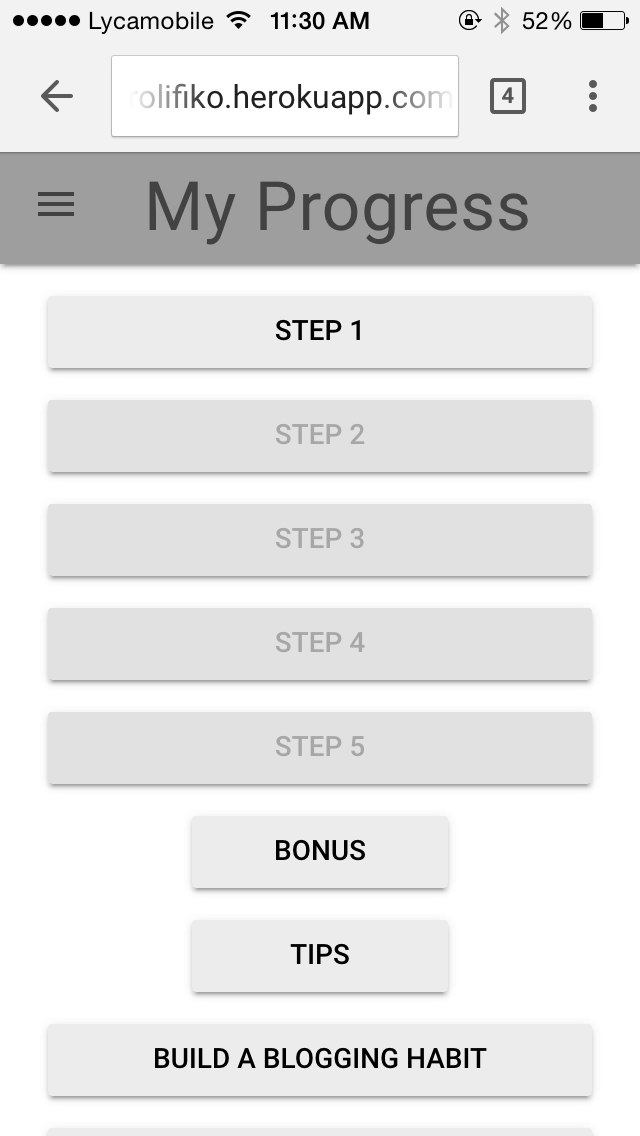 Lycamobile 11:30 AM 52%
olifiko.herokuapp.com 4
My Progress
STEP 1
STEP 2
STEP 3
STEP 4
STEP 5
BONUS
TIPS
BUILD A BLOGGING HABIT